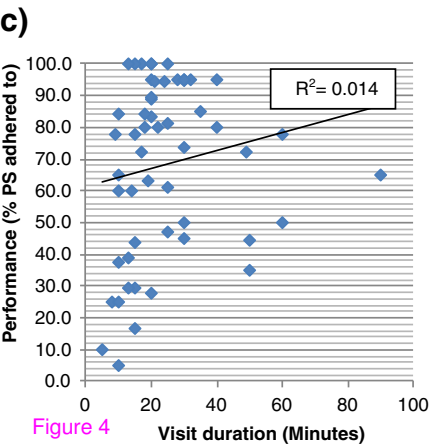 c)
Performance (% PS adhered to)
100.0
90.0
80.0
70.0
60.0
50.0
40.0
30.0
20.0
10.0
0.0
R²= 0.014
0 20 40 60 80 100
Visit duration (Minutes)
Figure 4